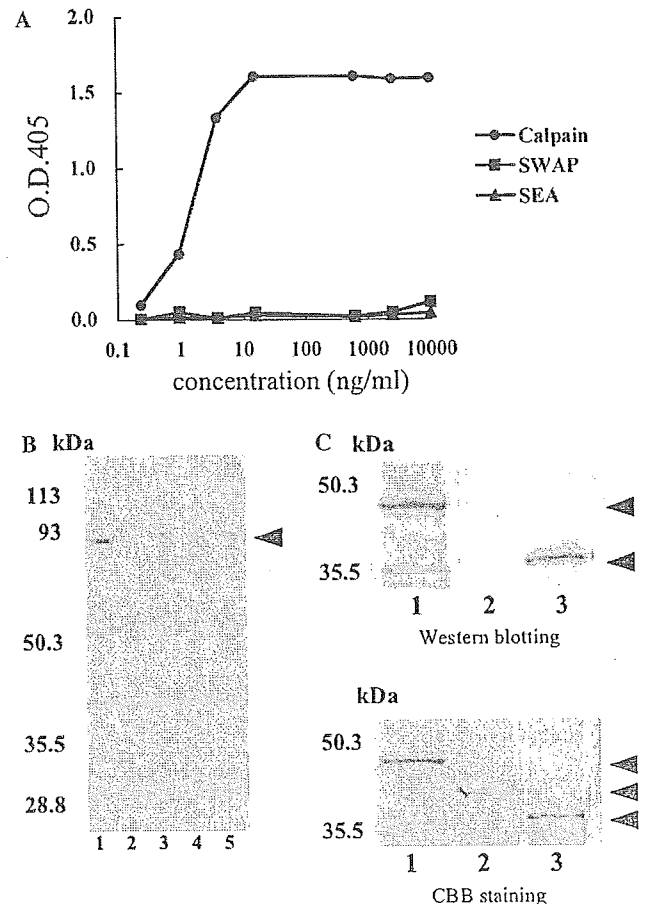 A
2.0
1.5
1.0
0.5
0.0
O.D.405
0.1 1 10 100 1000 10000
concentration (ng/ml)
Calpain
SWAP
SEA
B kDa
113
93
50.3
35.5
28.8
1 2 3 4 5
C kDa
50.3
35.5
1 2 3
Western blotting
kDa
50.3
35.5
1 2 3
CBB staining